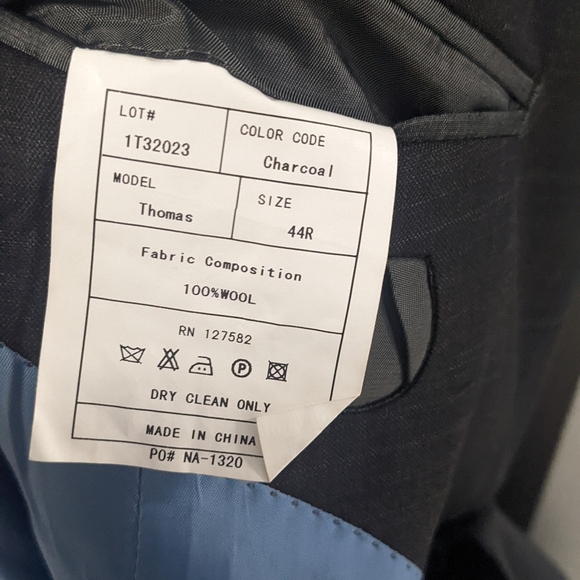 LOT#
1T32023
COLOR CODE
Charcoal
MODEL
Thomas
SIZE
44R
Fabric Composition
100%WOOL
RN 127582
P
DRY CLEAN ONLY
MADE IN CHINA
PO# NA-1320